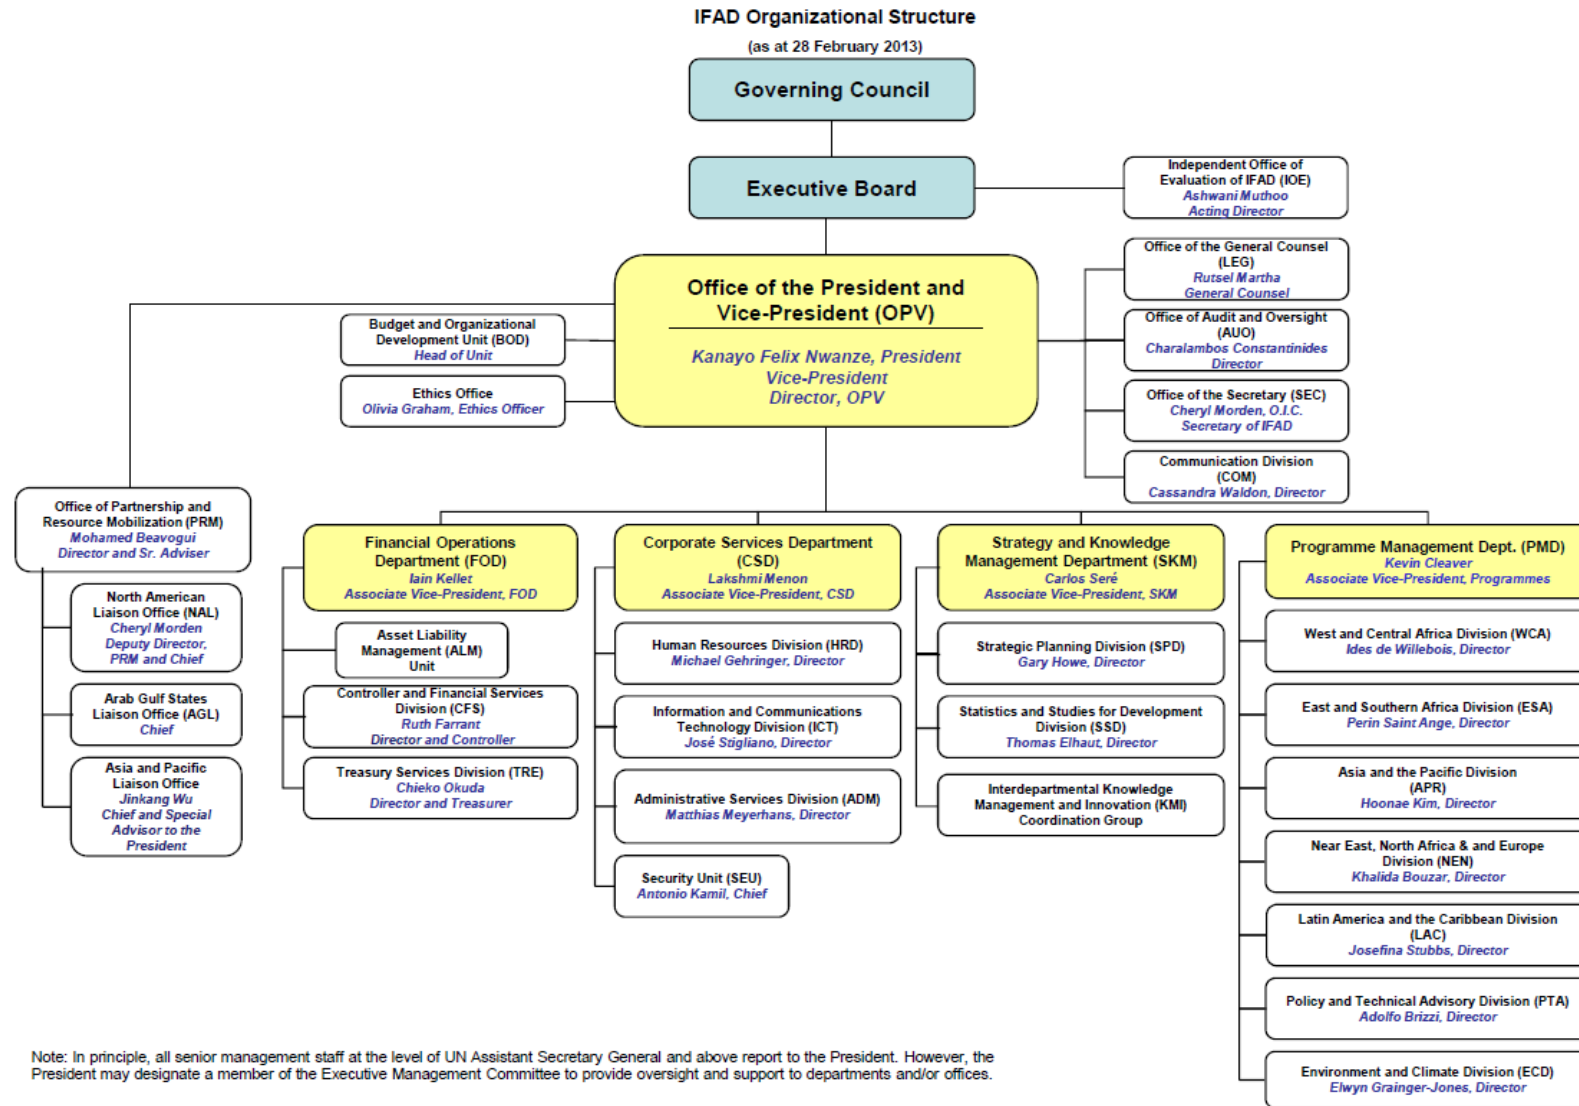 IFAD Organizational Structure
(as at 28 February 2013)
Governing Council
Executive Board
Independent Office of
Evaluation of IFAD (IOE)
Ashwani Muthoo
Acting Director
Office of the President and
Vice-President (OPV)
Kanayo Felix Nwanze, President
Vice-President
Director, OPV
Office of the General Counsel
(LEG)
Rutsel Martha
General Counsel
Office of Audit and Oversight
(AUO)
Charalambos Constantinides
Director
Office of the Secretary (SEC)
Cheryl Morden, O.I.C.
Secretary of IFAD
Communication Division
(COM)
Cassandra Waldon, Director
Budget and Organizational
Development Unit (BOD)
Head of Unit
Ethics Office
Olivia Graham, Ethics Officer
Office of Partnership and
Resource Mobilization (PRM)
Mohamed Beavogui
Director and Sr. Adviser
North American
Liaison Office (NAL)
Cheryl Morden
Deputy Director,
PRM and Chief
Arab Gulf States
Liaison Office (AGL)
Chief
Asia and Pacific
Liaison Office
Jinkang Wu
Chief and Special
Advisor to the
President
Financial Operations
Department (FOD)
Iain Kellet
Associate Vice-President, FOD
Asset Liability
Management (ALM)
Unit
Controller and Financial Services
Division (CFS)
Ruth Farrant
Director and Controller
Treasury Services Division (TRE)
Chieko Okuda
Director and Treasurer
Corporate Services Department
(CSD)
Lakshmi Menon
Associate Vice-President, CSD
Human Resources Division (HRD)
Michael Gehringer, Director
Information and Communications
Technology Division (ICT)
José Stigliano, Director
Administrative Services Division (ADM)
Matthias Meyerhans, Director
Security Unit (SEU)
Antonio Kamil, Chief
Strategy and Knowledge
Management Department (SKM)
Carlos Seré
Associate Vice-President, SKM
Strategic Planning Division (SPD)
Gary Howe, Director
Statistics and Studies for Development
Division (SSD)
Thomas Elhaut, Director
Interdepartmental Knowledge
Management and Innovation (KMI)
Coordination Group
Programme Management Dept. (PMD)
Kevin Cleaver
Associate Vice-President, Programmes
West and Central Africa Division (WCA)
Ides de Willebois, Director
East and Southern Africa Division (ESA)
Perin Saint Ange, Director
Asia and the Pacific Division
(APR)
Hoonae Kim, Director
Near East, North Africa & and Europe
Division (NEN)
Khalida Bouzar, Director
Latin America and the Caribbean Division
(LAC)
Josefina Stubbs, Director
Policy and Technical Advisory Division (PTA)
Adolfo Brizzi, Director
Environment and Climate Division (ECD)
Elwyn Grainger-Jones, Director
Note: In principle, all senior management staff at the level of UN Assistant Secretary General and above report to the President. However, the
President may designate a member of the Executive Management Committee to provide oversight and support to departments and/or offices.